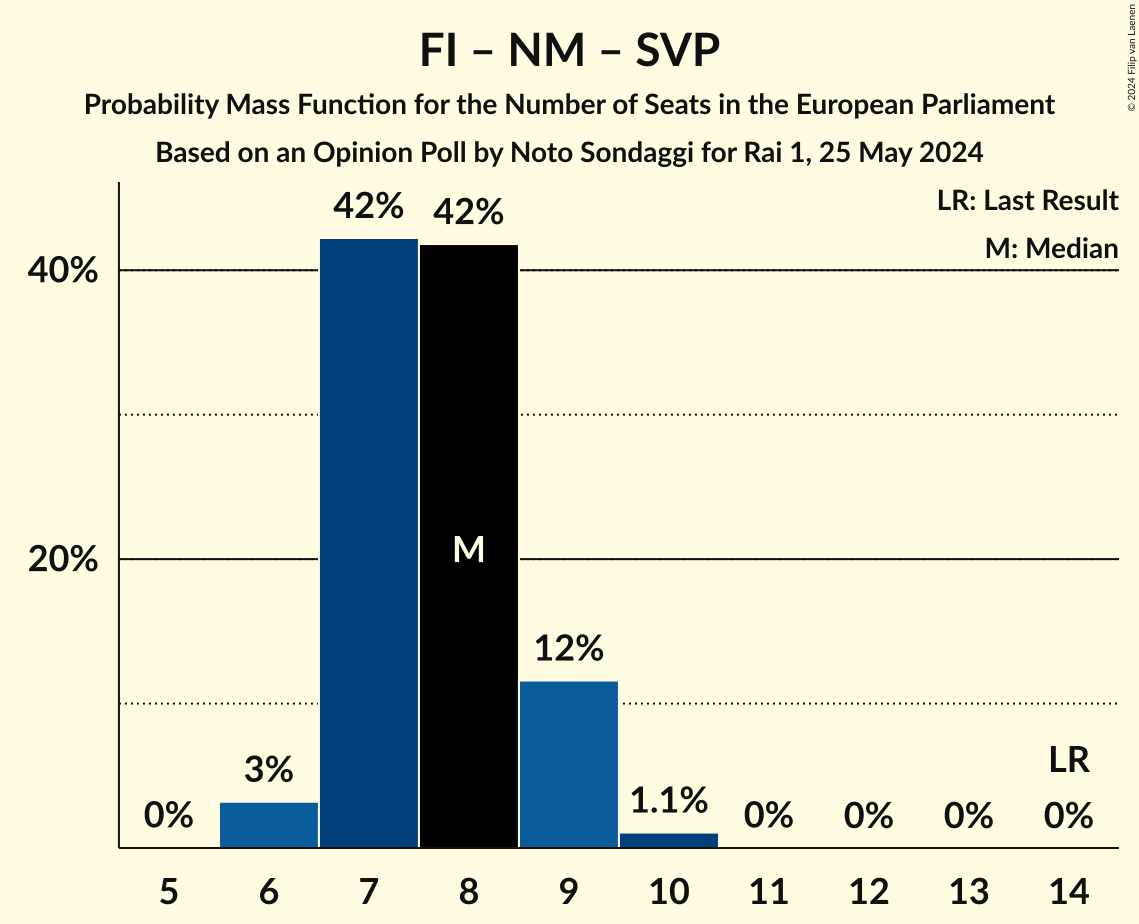 FI – NM – SVP
Probability Mass Function for the Number of Seats in the European Parliament
Based on an Opinion Poll by Noto Sondaggi for Rai 1, 25 May 2024
© 2024 Filip van Laenen
LR: Last Result
M: Median
42% 42%
40%
M
20%
12%
LR
3%
1.1%
0% 0% 0% 0% 0%
5 6 7 8 9 10 11 12 13 14